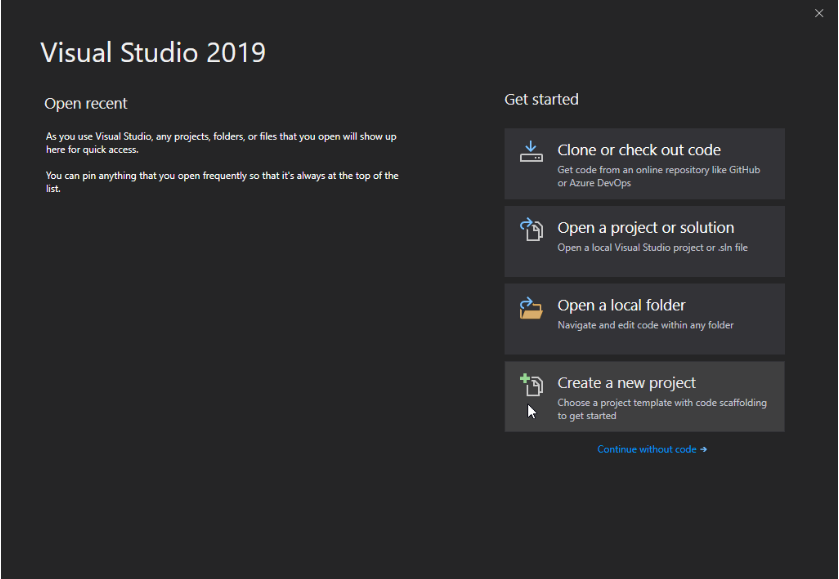 Visual Studio 2019
Open recent
As you use Visual Studio, any projects, folders, or files that you open will show up
here for quick access.
You can pin anything that you open frequently so that it's always at the top of the
list.
Get started
Clone or check out code
Get code from an online repository like GitHub
or Azure DevOps
Open a project or solution
Open a local Visual Studio project or .sln file
Open a local folder
Navigate and edit code within any folder
Create a new project
Choose a project template with code scaffolding
to get started
Continue without code →